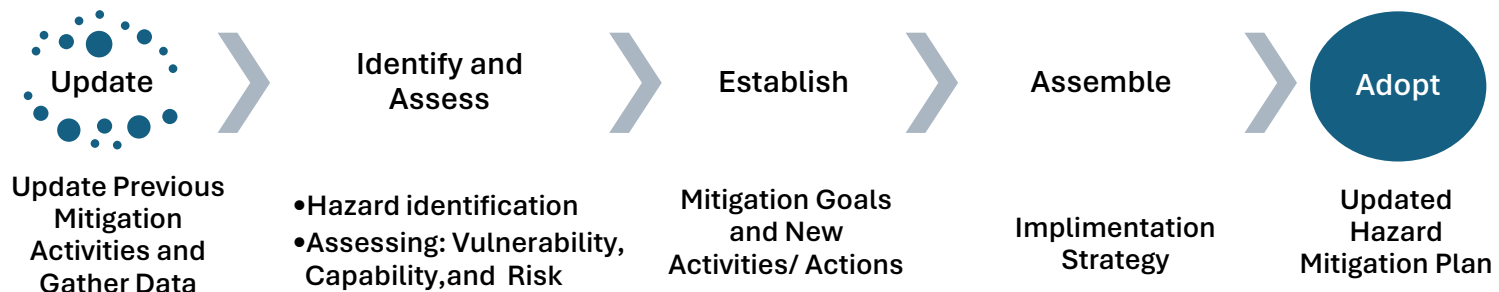 Update
Identify and
Assess
Establish
Assemble
Adopt
Update Previous
Mitigation
Activities and
Gather Data
•Hazard identification
•Assessing: Vulnerability,
Capability,and Risk
Mitigation Goals
and New
Activities/ Actions
Implimentation
Strategy
Updated
Hazard
Mitigation Plan